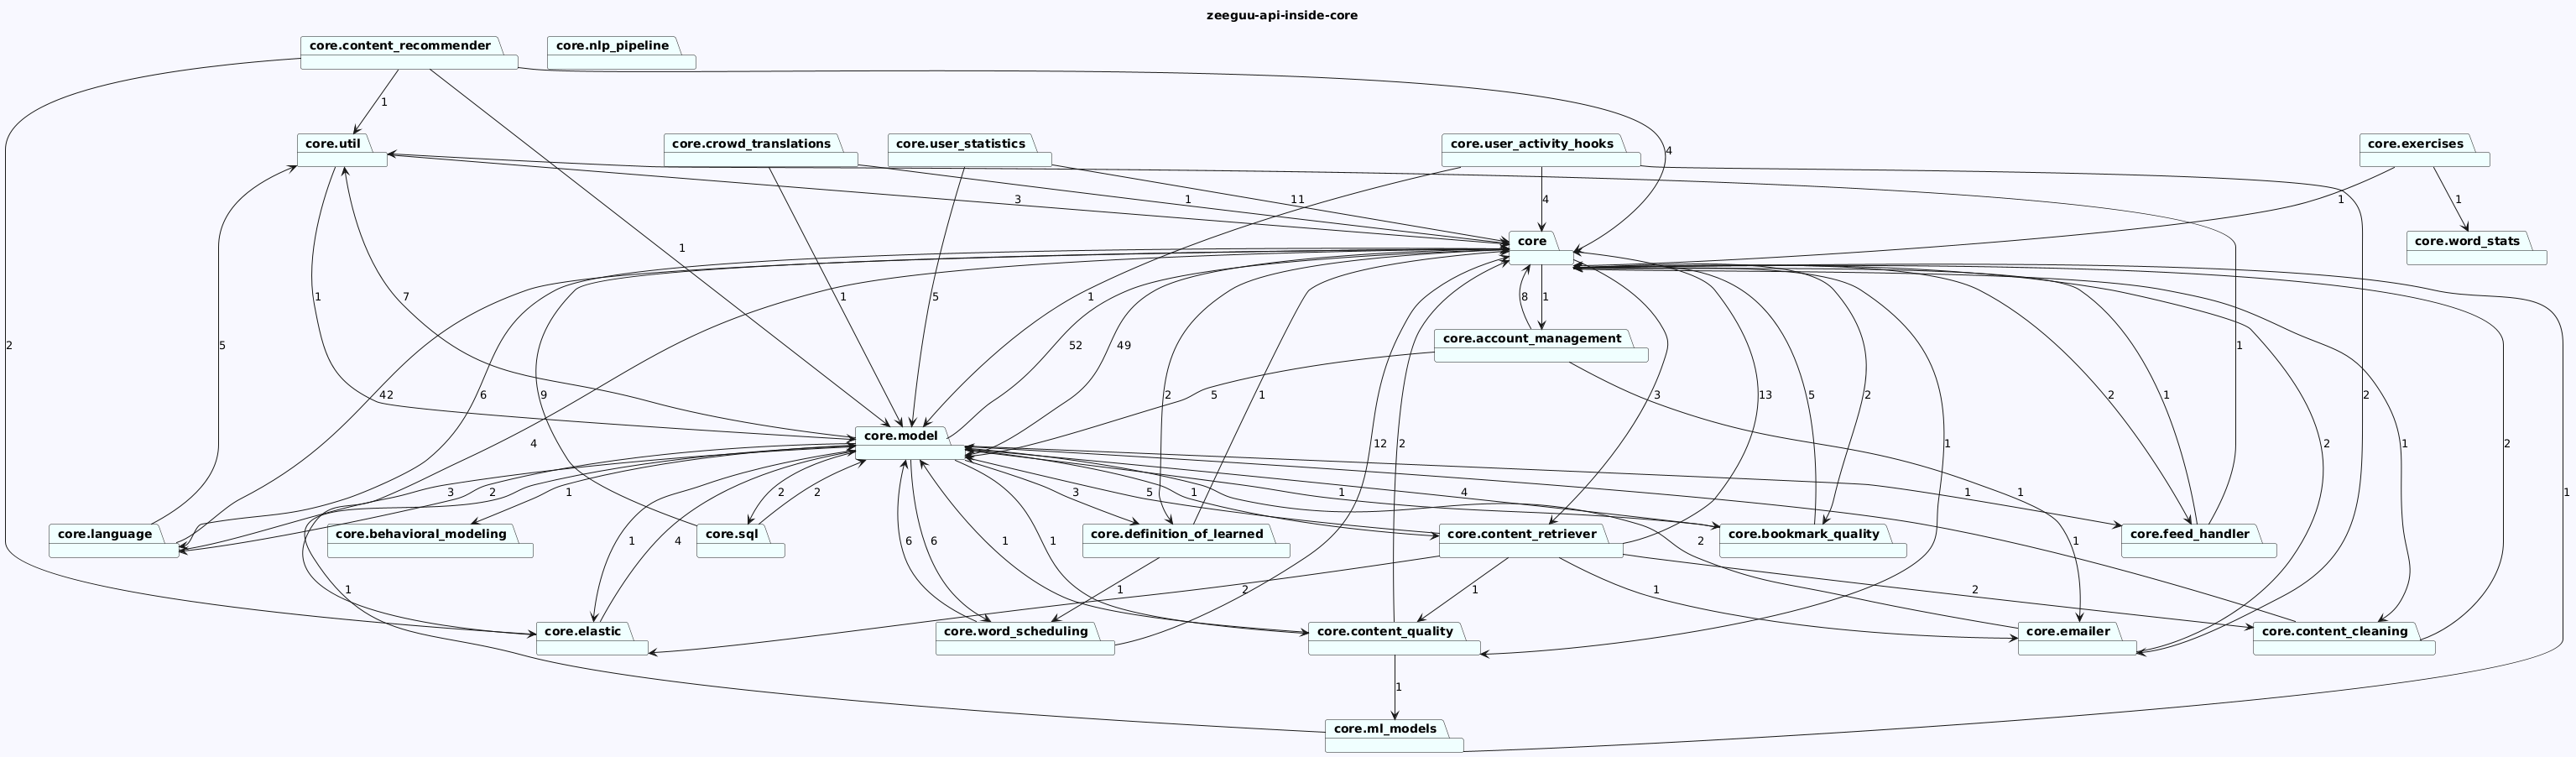 zeeguu-api-inside-core
core.content_recommender
core.nlp_pipeline
1
4
core.util
core.crowd_translations
core.user_statistics
core.user_activity_hooks
core.exercises
3
1
11
4
1
1
core
core.word_stats
1
1
7
1
5
1
8
1
2
5
52
49
core.account_management
2
42
6
9
5
2
1
3
13
2
5
2
1
1
2
4
core.model
12
2
1
2
1
2
3
2
1
2
2
3
5
1
1
4
1
1
core.language
core.behavioral_modeling
core.sql
core.definition_of_learned
core.content_retriever
core.bookmark_quality
core.feed_handler
1
4
6
6
1
1
2
1
1
1
2
1
1
2
core.elastic
core.word_scheduling
core.content_quality
core.emailer
core.content_cleaning
1
core.ml_models